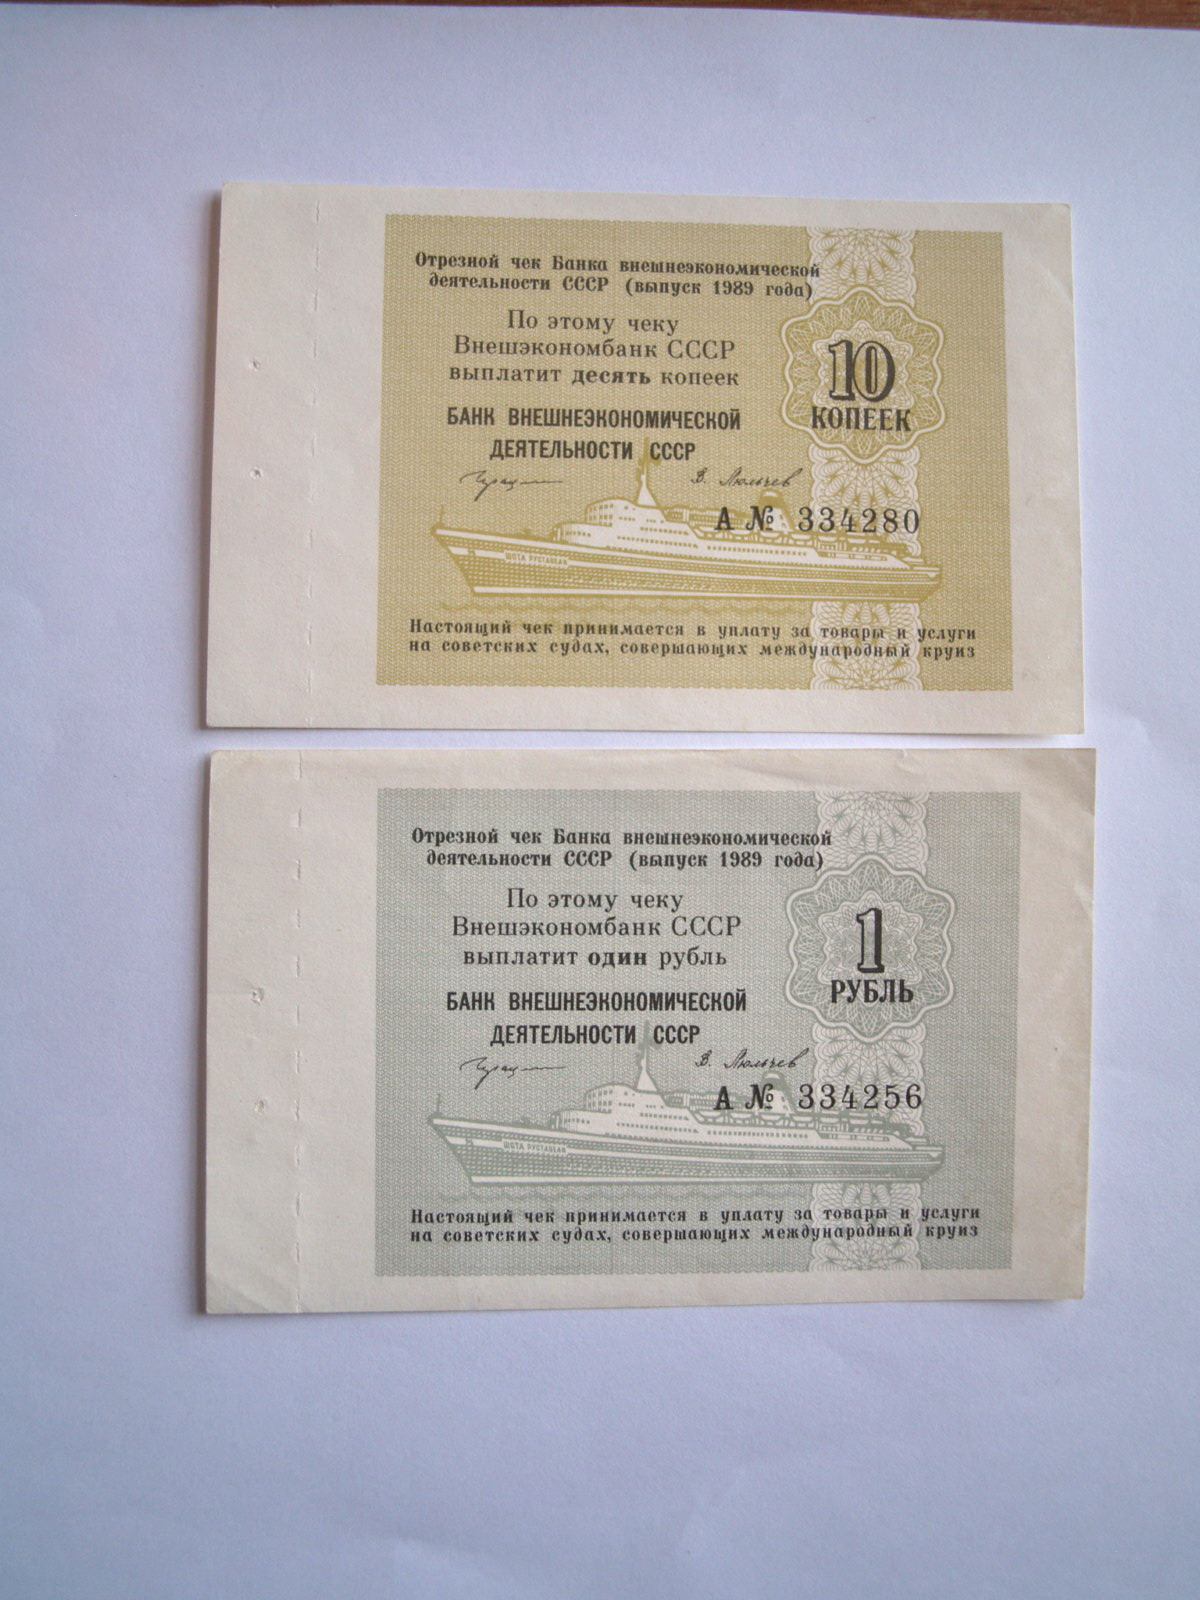 Отрезной чек Банка внешнеэкономической
деятельности СССР (выпуск 1989 года)
По этому чеку
Внешэкономбанк СССР
выплатит десять копеек
10
КОПЕЕК
БАНК ВНЕШНЕЭКОНОМИЧЕСКОЙ
ДЕЯТЕЛЬНОСТИ СССР
В. Люльчев
А № 334280
ШОТА РУСТАВЕЛИ
Настоящий чек принимается в уплату за товары и услуги
на советских судах, совершающих международный круиз
Отрезной чек Банка внешнеэкономической
деятельности СССР (выпуск 1989 года)
По этому чеку
Внешэкономбанк СССР
выплатит один рубль
1
РУБЛЬ
БАНК ВНЕШНЕЭКОНОМИЧЕСКОЙ
ДЕЯТЕЛЬНОСТИ СССР
В. Люльчев
А № 334256
ШОТА РУСТАВЕЛИ
Настоящий чек принимается в уплату за товары и услуги
на советских судах, совершающих международный круиз